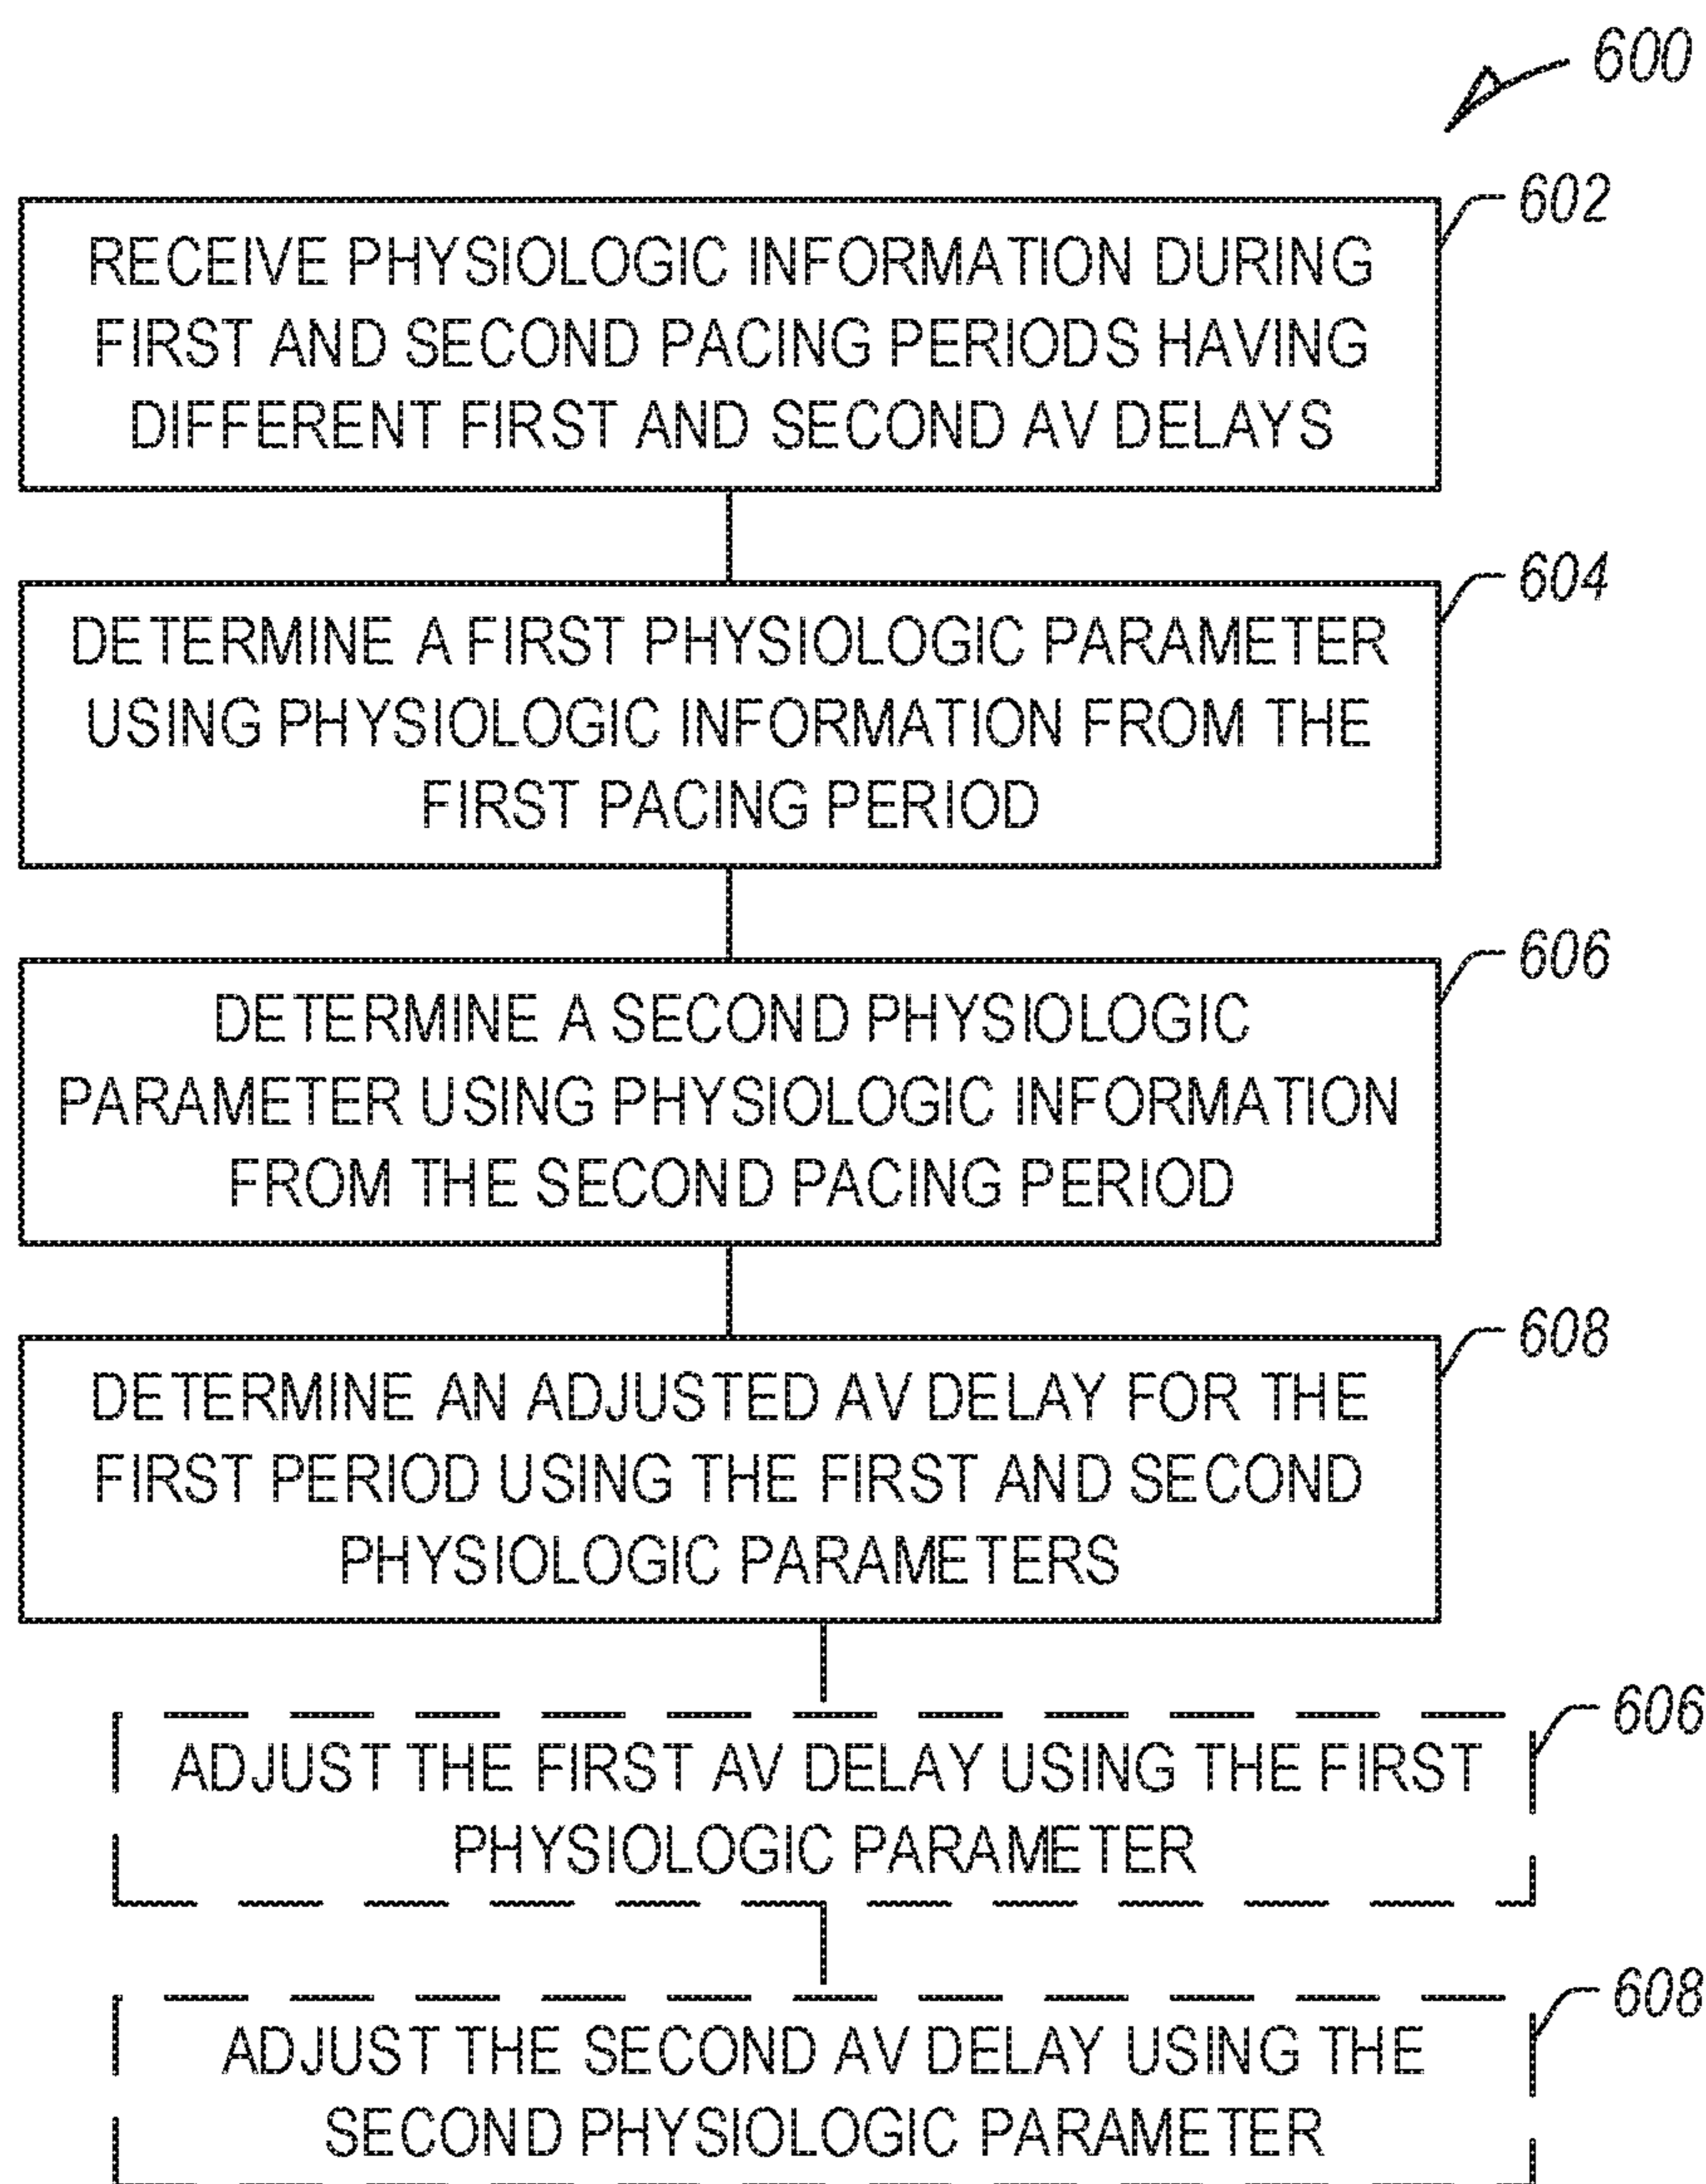 600
602
RECEIVE PHYSIOLOGIC INFORMATION DURING
FIRST AND SECOND PACING PERIODS HAVING
DIFFERENT FIRST AND SECOND AV DELAYS
604
DETERMINE A FIRST PHYSIOLOGIC PARAMETER
USING PHYSIOLOGIC INFORMATION FROM THE
FIRST PACING PERIOD
606
DETERMINE A SECOND PHYSIOLOGIC
PARAMETER USING PHYSIOLOGIC INFORMATION
FROM THE SECOND PACING PERIOD
608
DETERMINE AN ADJUSTED AV DELAY FOR THE
FIRST PERIOD USING THE FIRST AND SECOND
PHYSIOLOGIC PARAMETERS
606
ADJUST THE FIRST AV DELAY USING THE FIRST
PHYSIOLOGIC PARAMETER
608
ADJUST THE SECOND AV DELAY USING THE
SECOND PHYSIOLOGIC PARAMETER